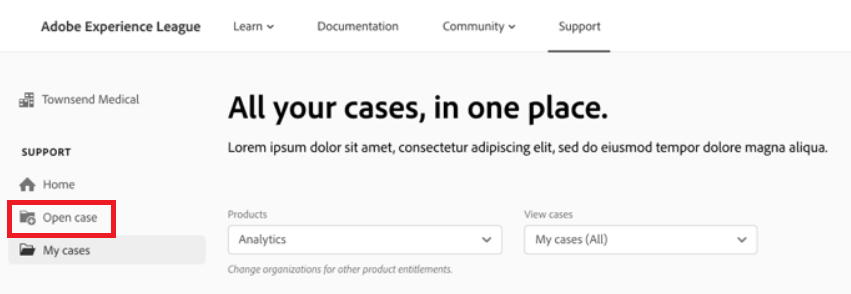 Adobe Experience League Learn Documentation Community Support
Townsend Medical
All your cases, in one place.
SUPPORT
Lorem ipsum dolor sit amet, consectetur adipiscing elit, sed do eiusmod tempor dolore magna aliqua.
Home
Open case
My cases
Products
View cases
Analytics
My cases (All)
Change organizations for other product entitlements.